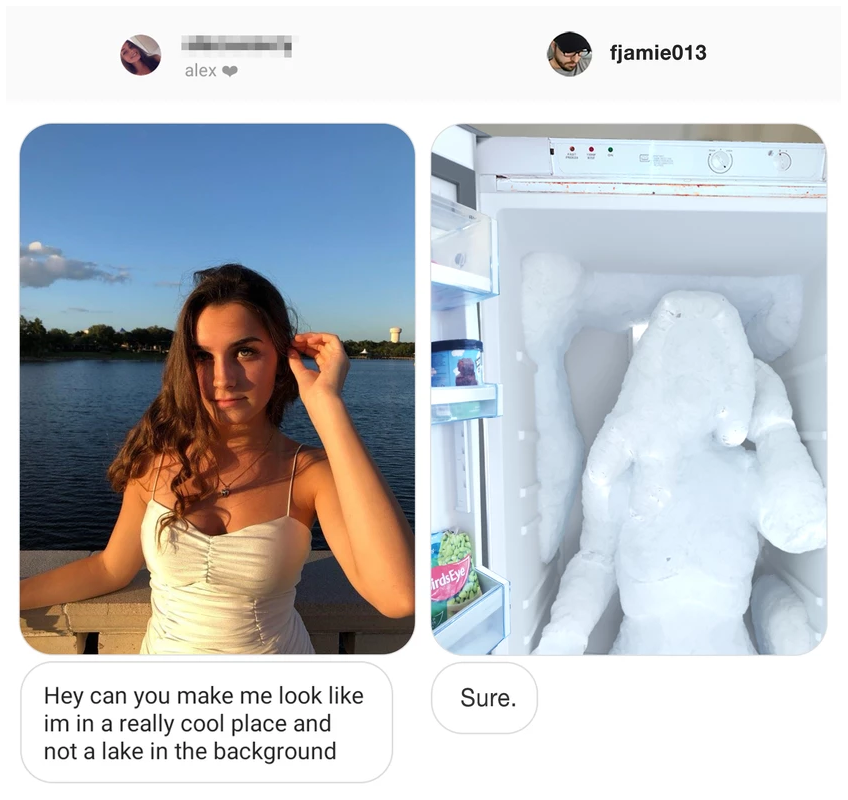 alex ❤
fjamie013
irdsEye
Hey can you make me look like
im in a really cool place and
not a lake in the background
Sure.